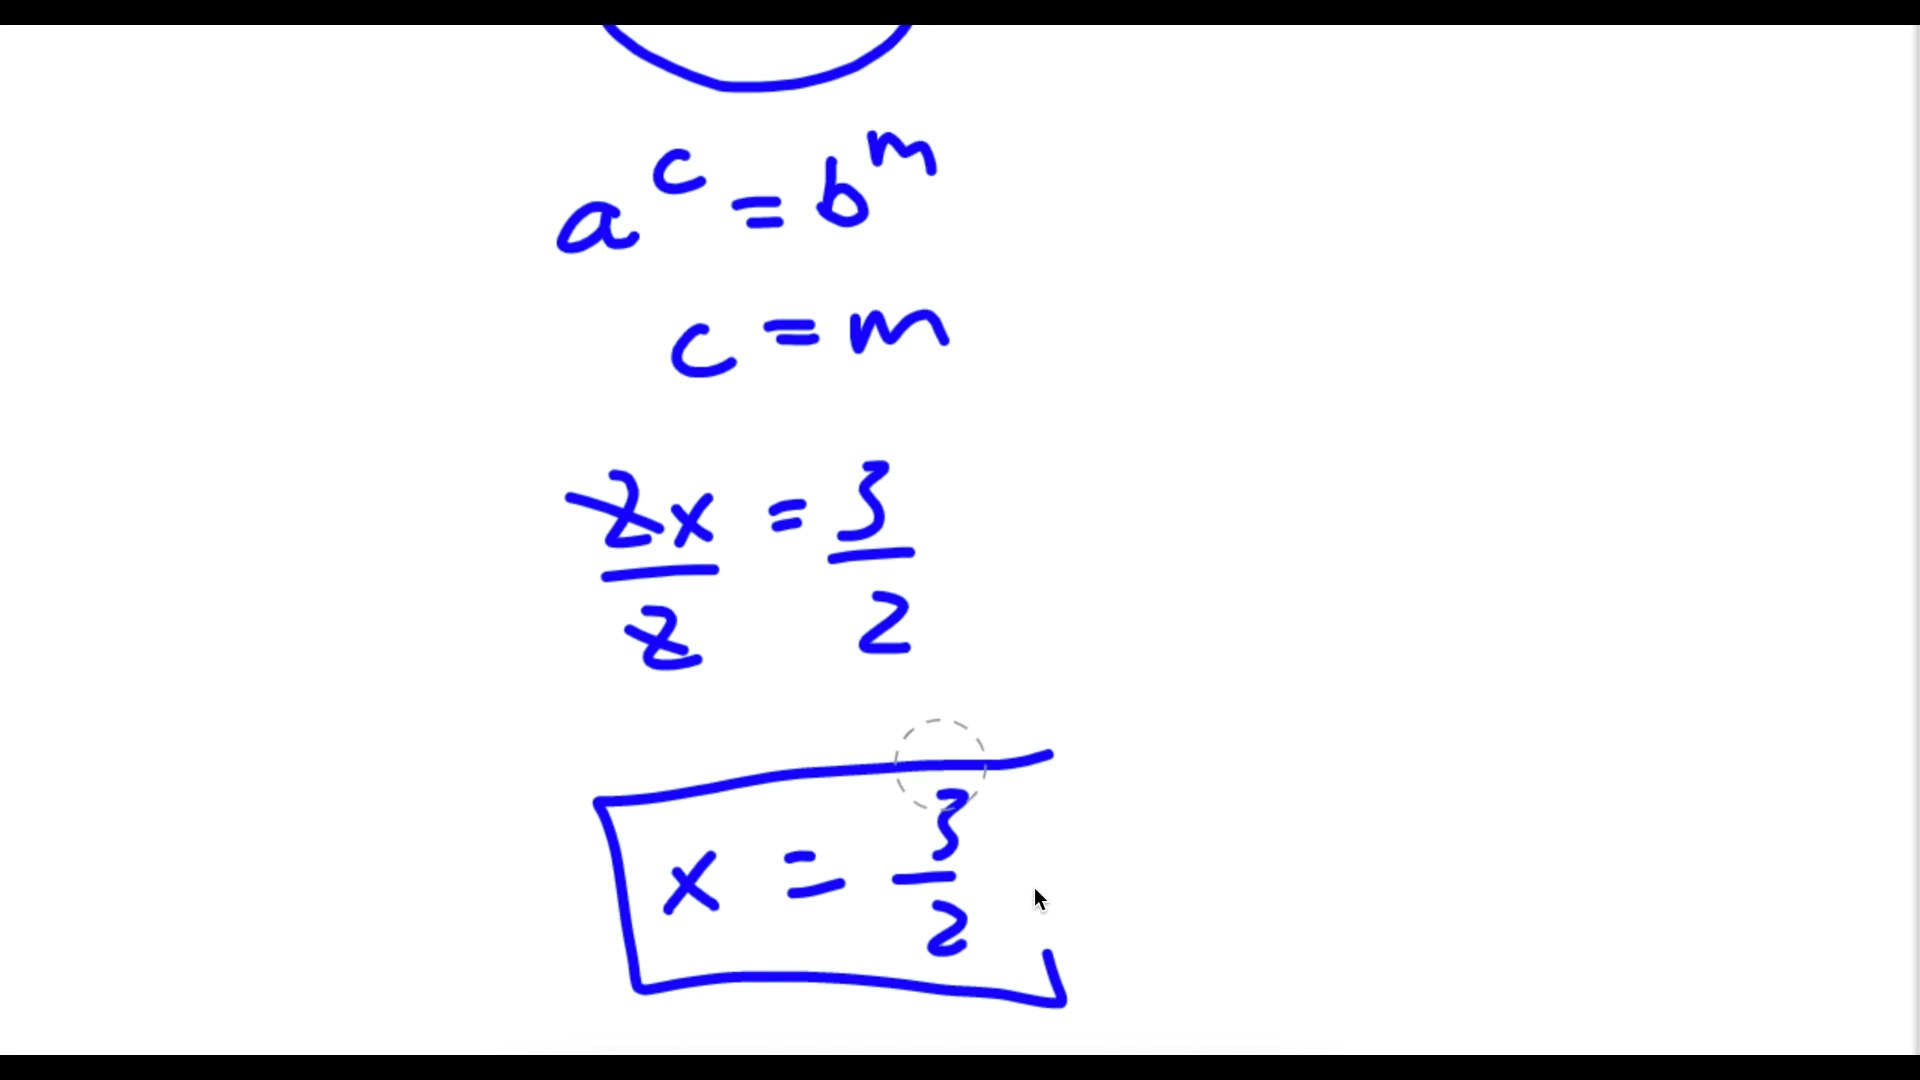 a^c = b^m
c = m
2x/2 = 3/2
x = 3/2